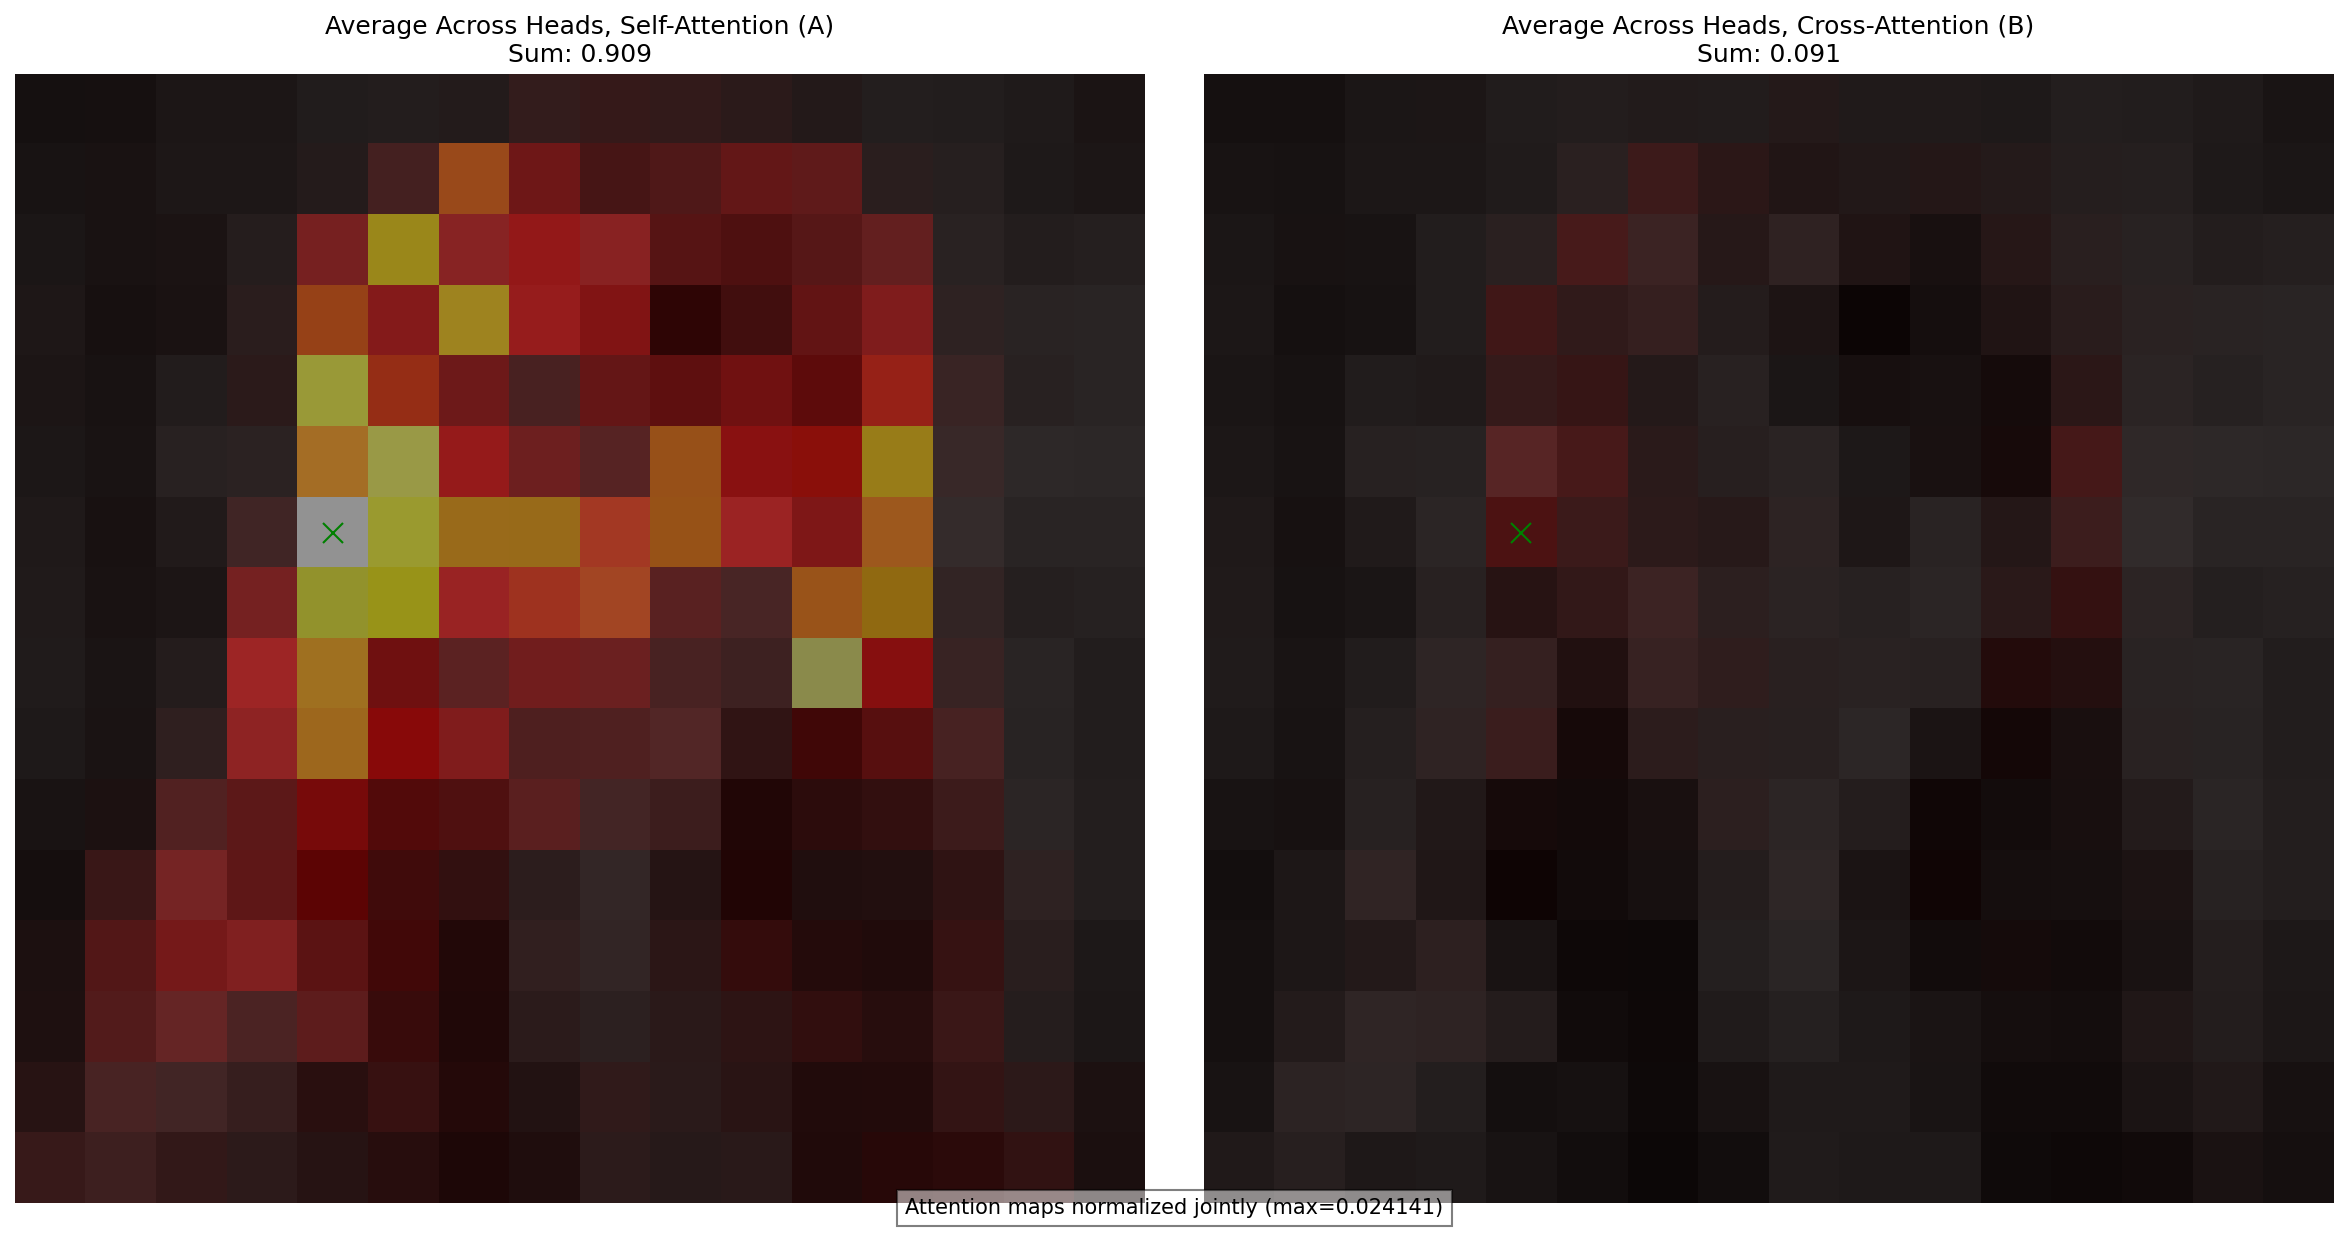 Average Across Heads, Self-Attention (A)
Sum: 0.909
Average Across Heads, Cross-Attention (B)
Sum: 0.091
Attention maps normalized jointly (max=0.024141)